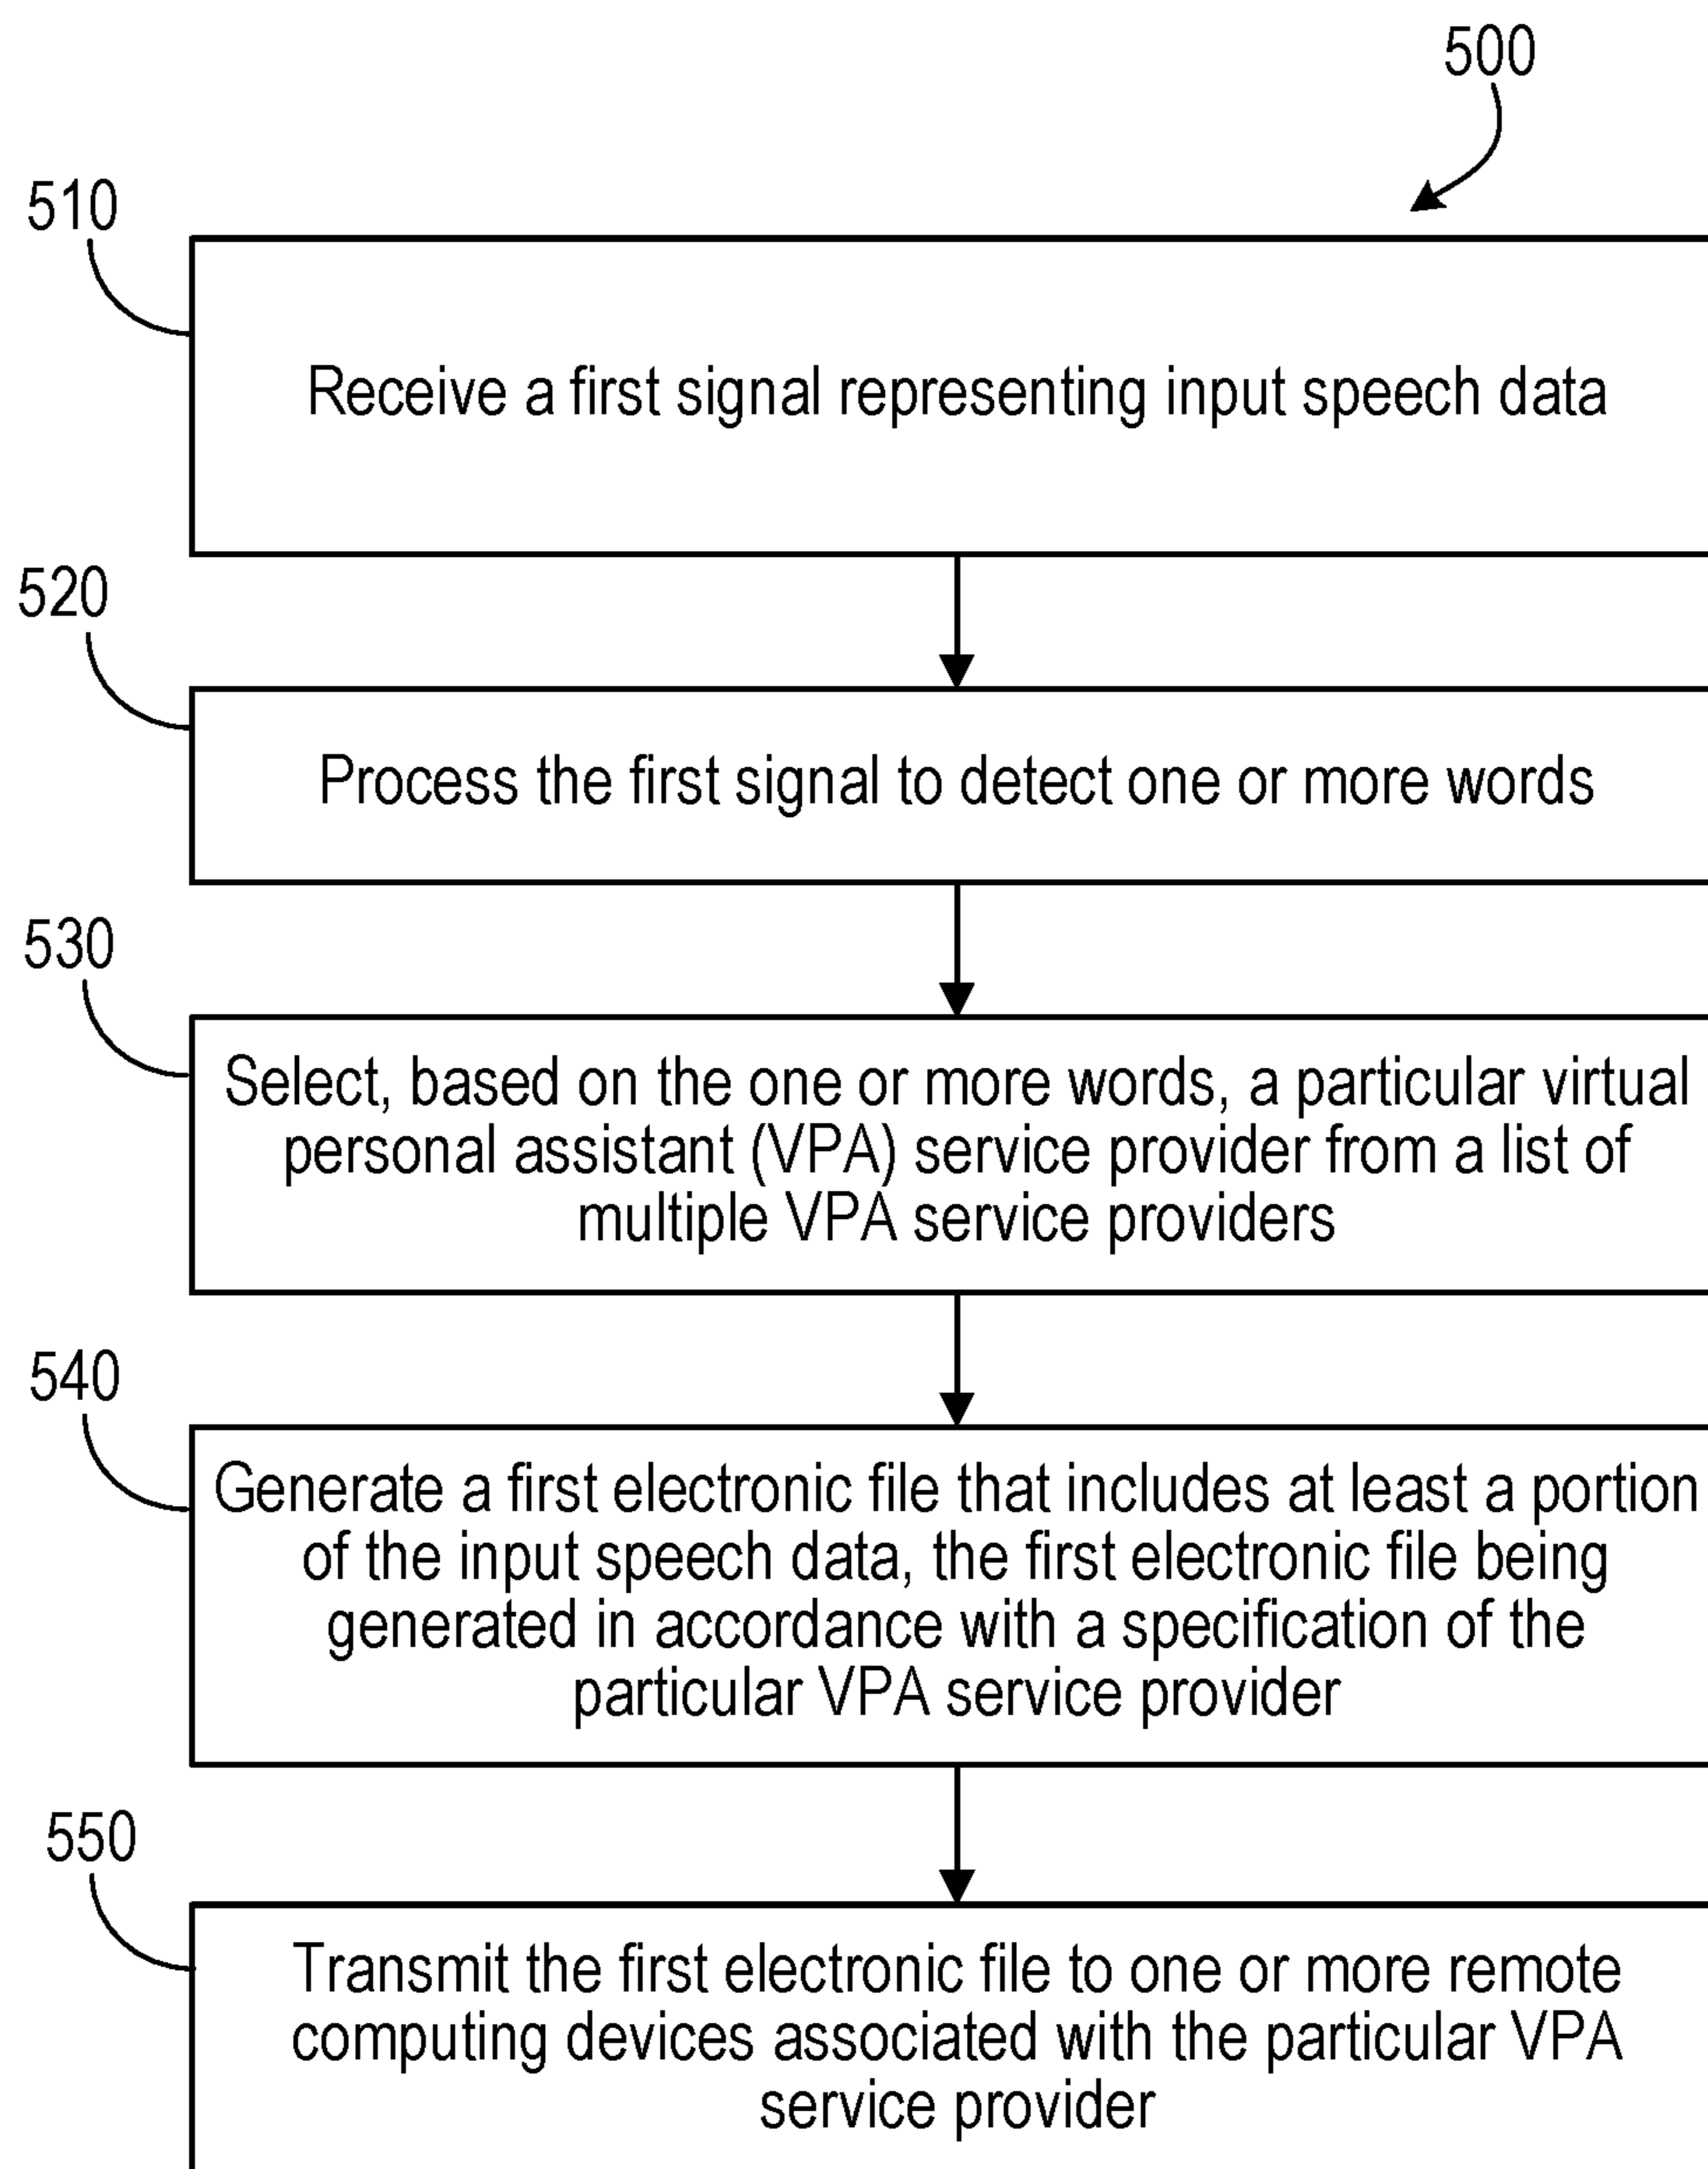 500
510
Receive a first signal representing input speech data
520
Process the first signal to detect one or more words
530
Select, based on the one or more words, a particular virtual
personal assistant (VPA) service provider from a list of
multiple VPA service providers
540
Generate a first electronic file that includes at least a portion
of the input speech data, the first electronic file being
generated in accordance with a specification of the
particular VPA service provider
550
Transmit the first electronic file to one or more remote
computing devices associated with the particular VPA
service provider